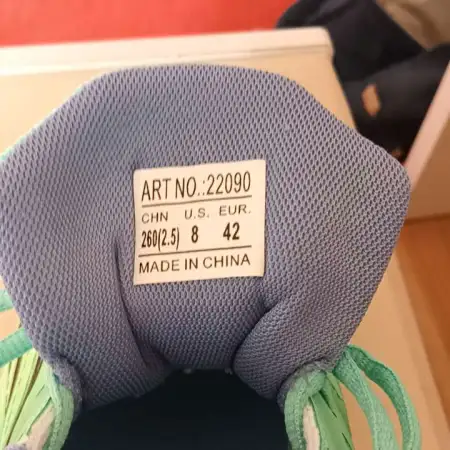 ART NO.:22090
CHN U.S. EUR.
260(2.5) 8 42
MADE IN CHINA